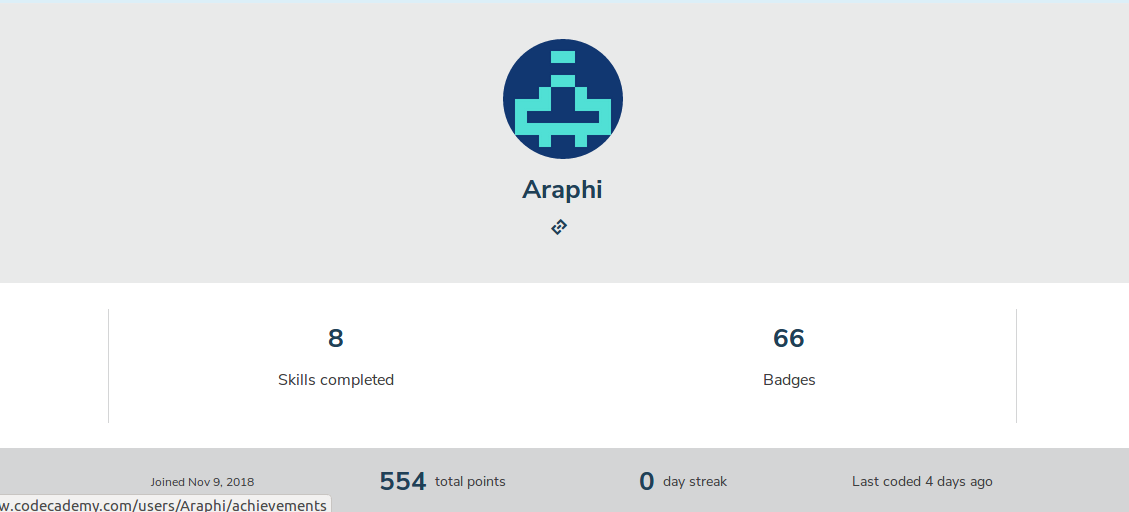 Araphi
8
66
Skills completed
Badges
Joined Nov 9, 2018
554 total points
0 day streak
Last coded 4 days ago
w.codecademy.com/users/Araphi/achievements